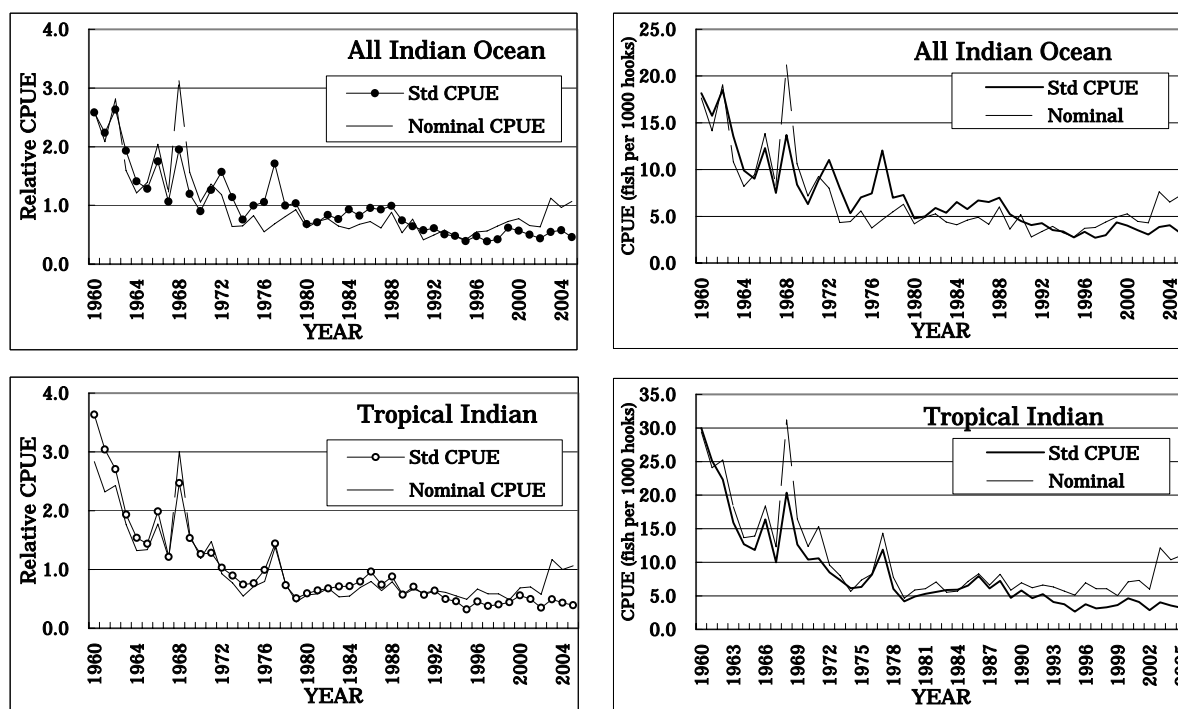 4.0
3.0
2.0
1.0
0.0
Relative CPUE
All Indian Ocean
Std CPUE
Nominal CPUE
1960 1964 1968 1972 1976 1980 1984 1988 1992 1996 2000 2004
YEAR
25.0
20.0
15.0
10.0
5.0
0.0
CPUE (fish per 1000 hooks)
All Indian Ocean
Std CPUE
Nominal
1960 1964 1968 1972 1976 1980 1984 1988 1992 1996 2000 2004
YEAR
4.0
3.0
2.0
1.0
0.0
Relative CPUE
Tropical Indian
Std CPUE
Nominal CPUE
1960 1964 1968 1972 1976 1980 1984 1988 1992 1996 2000 2004
YEAR
35.0
30.0
25.0
20.0
15.0
10.0
5.0
0.0
CPUE (fish per 1000 hooks)
Tropical Indian
Std CPUE
Nominal
1960 1963 1966 1969 1972 1975 1978 1981 1984 1987 1990 1993 1996 1999 2002 2005
YEAR